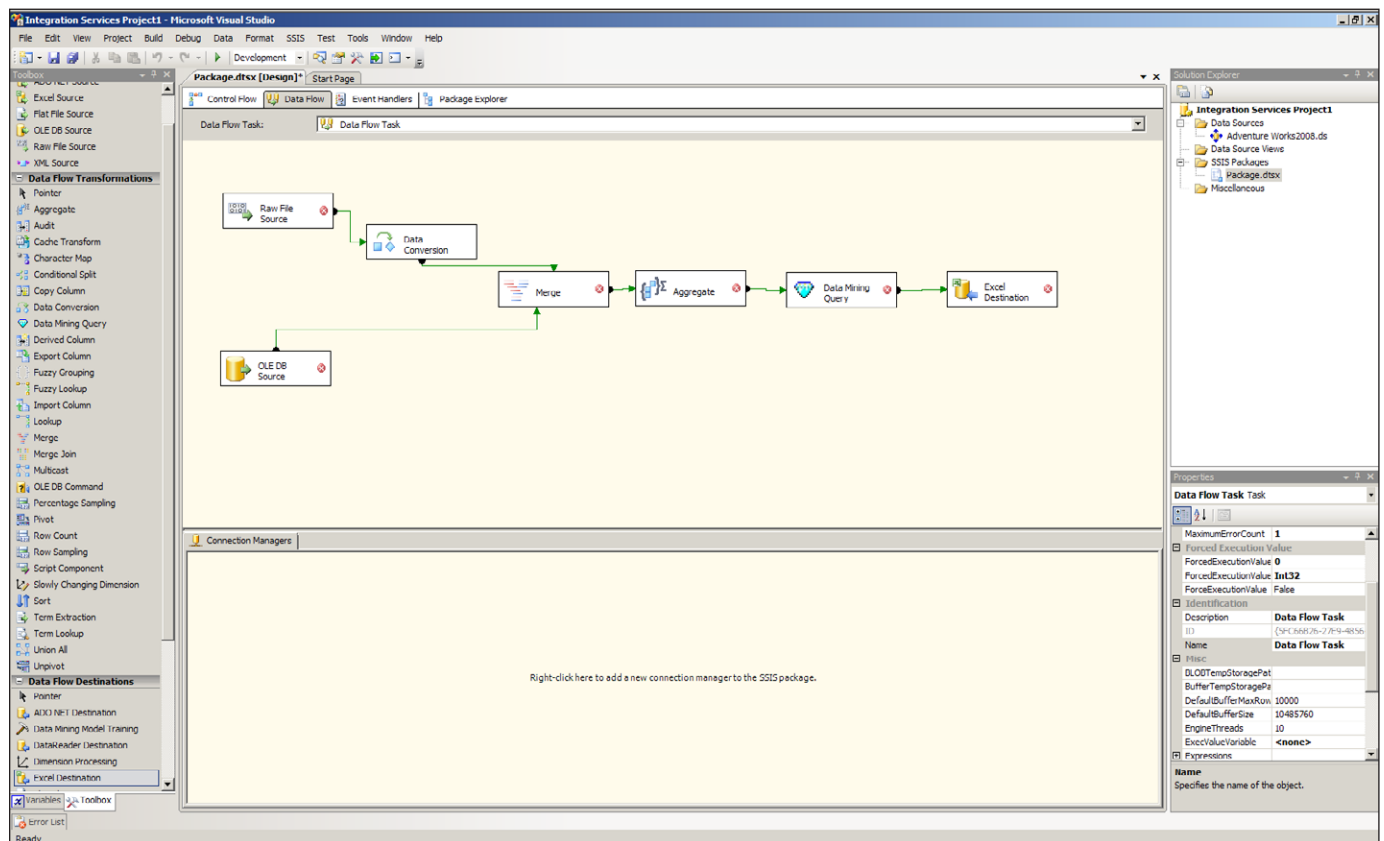 Integration Services Project1 - Microsoft Visual Studio
File Edit View Project Build Debug Data Format SSIS Test Tools Window Help
Development
Toolbox
ADO NET Source
Excel Source
Flat File Source
OLE DB Source
Raw File Source
XML Source
Data Flow Transformations
Pointer
Aggregate
Audit
Cache Transform
Character Map
Conditional Split
Copy Column
Data Conversion
Data Mining Query
Derived Column
Export Column
Fuzzy Grouping
Fuzzy Lookup
Import Column
Lookup
Merge
Merge Join
Multicast
OLE DB Command
Percentage Sampling
Pivot
Row Count
Row Sampling
Script Component
Slowly Changing Dimension
Sort
Term Extraction
Term Lookup
Union All
Unpivot
Data Flow Destinations
Pointer
ADO NET Destination
Data Mining Model Training
DataReader Destination
Dimension Processing
Excel Destination
Variables Toolbox
Error List
Ready
Package.dtsx [Design]* Start Page
Control Flow Data Flow Event Handlers Package Explorer
Data Flow Task: Data Flow Task
Raw File
Source
Data
Conversion
Merge
Aggregate
Data Mining
Query
Excel
Destination
OLE DB
Source
Connection Managers
Right-click here to add a new connection manager to the SSIS package.
Solution Explorer
Integration Services Project1
Data Sources
Adventure Works2008.ds
Data Source Views
SSIS Packages
Package.dtsx
Miscellaneous
Properties
Data Flow Task Task
MaximumErrorCount 1
Forced Execution Value
ForcedExecutionValue 0
ForcedExecutionValue Int32
ForceExecutionValue False
Identification
Description Data Flow Task
ID
Name Data Flow Task
Misc
BLOBTempStoragePat
BufferTempStoragePa
DefaultBufferMaxRow 10000
DefaultBufferSize 10485760
EngineThreads 10
ExecValueVariable <none>
Expressions
Name
Specifies the name of the object.